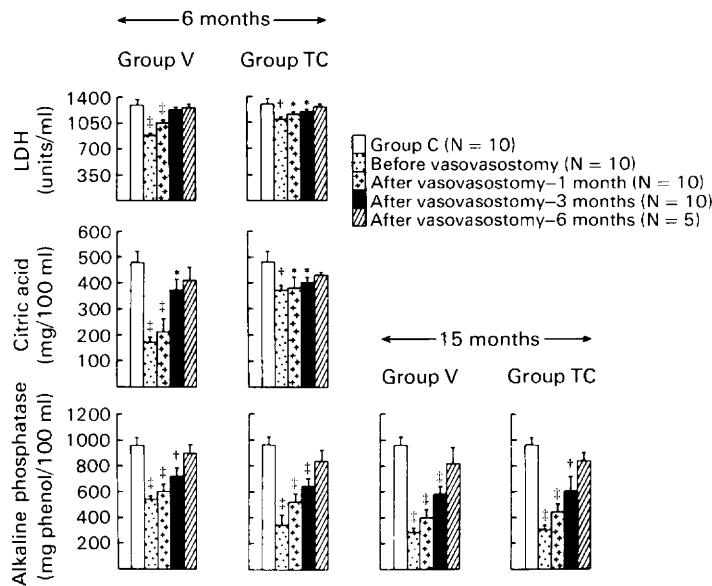 6 months
Group V Group TC
LDH
(units/ml)
1400
1050
700
350
‡ ‡
† * *
Group C (N = 10)
Before vasovasostomy (N = 10)
After vasovasostomy–1 month (N = 10)
After vasovasostomy–3 months (N = 10)
After vasovasostomy–6 months (N = 5)
Citric acid
(mg/100 ml)
600
500
400
300
200
100
‡ ‡ *
† * *
15 months
Group V Group TC
Alkaline phosphatase
(mg phenol/100 ml)
1200
1000
800
600
400
200
‡ ‡ †
‡ ‡ ‡
‡ ‡ ‡
‡ ‡ †